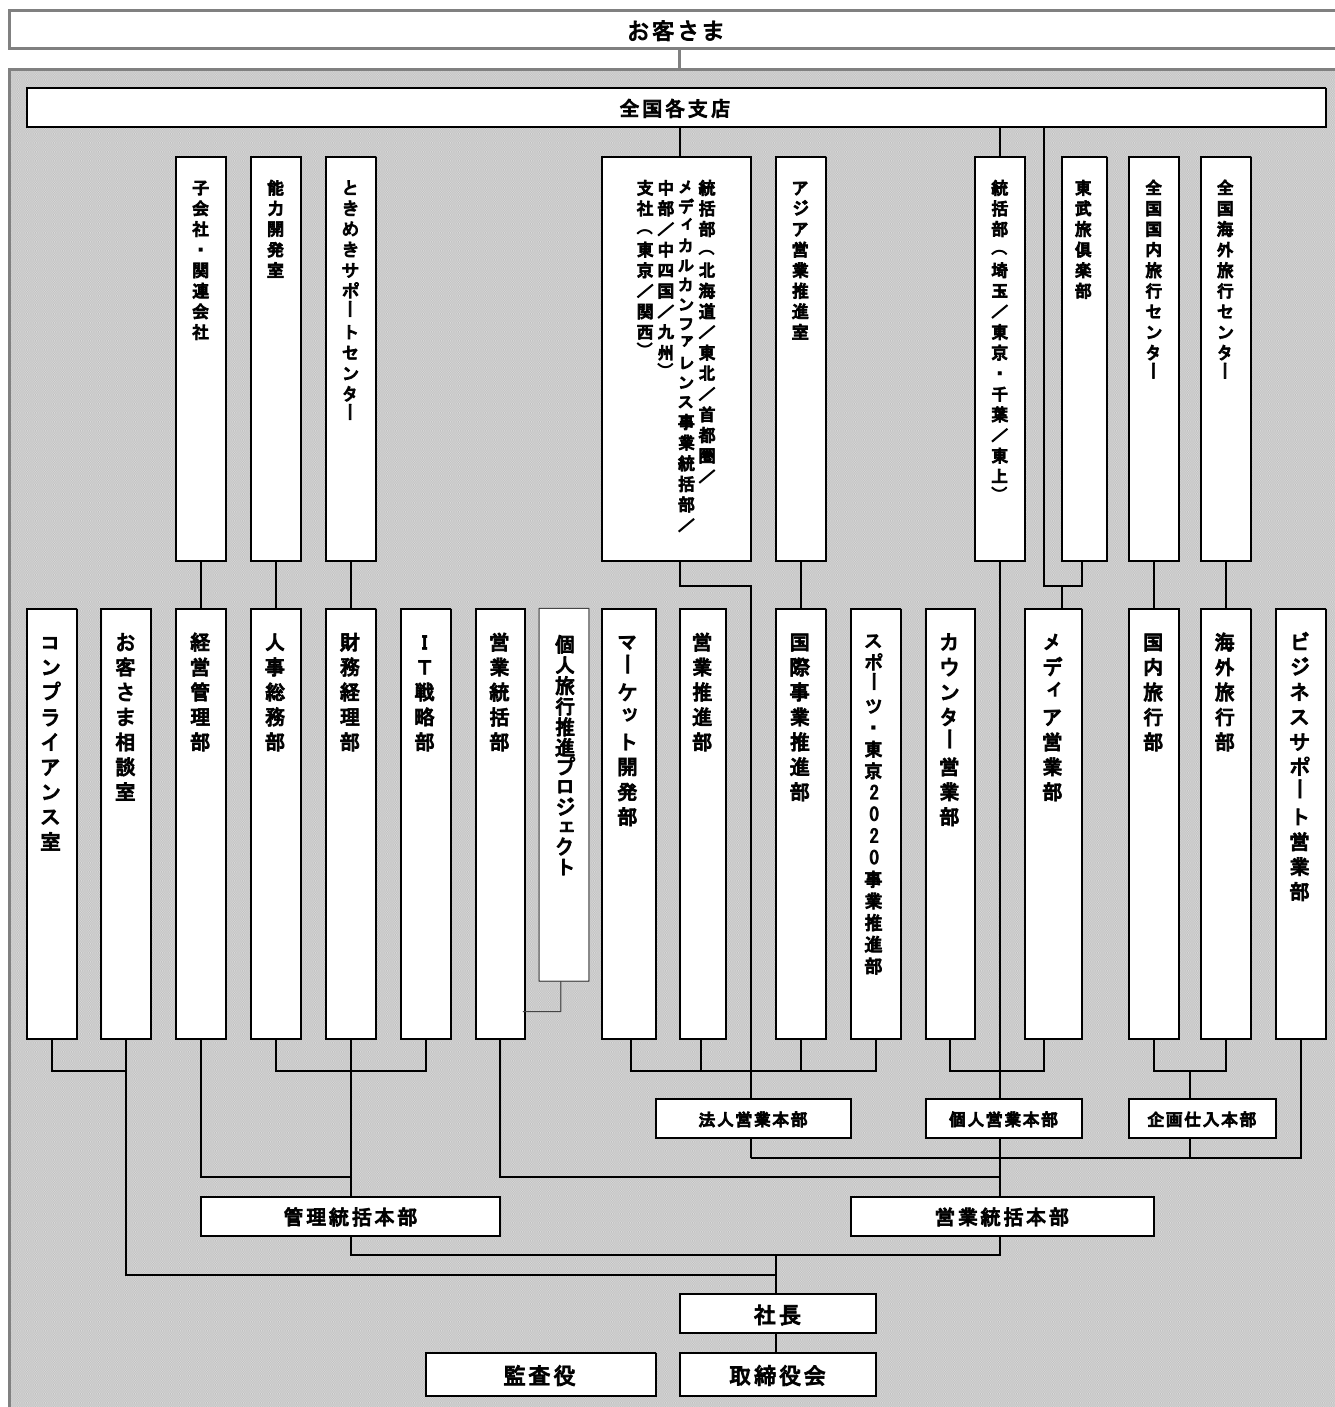 お客さま
全国各支店
子会社・関連会社
能力開発室
ときめきサポートセンター
統括部（北海道／東北／首都圏／
メディカルカンファレンス事業統括部／
中部／中四国／九州）
支社（東京／関西）
アジア営業推進室
統括部（埼玉／東京・千葉／東上）
東武旅倶楽部
全国国内旅行センター
全国海外旅行センター
コンプライアンス室
お客さま相談室
経営管理部
人事総務部
財務経理部
ＩＴ戦略部
営業統括部
個人旅行推進プロジェクト
マーケット開発部
営業推進部
国際事業推進部
スポーツ・東京２０２０事業推進部
カウンター営業部
メディア営業部
国内旅行部
海外旅行部
ビジネスサポート営業部
法人営業本部
個人営業本部
企画仕入本部
管理統括本部
営業統括本部
社長
監査役
取締役会